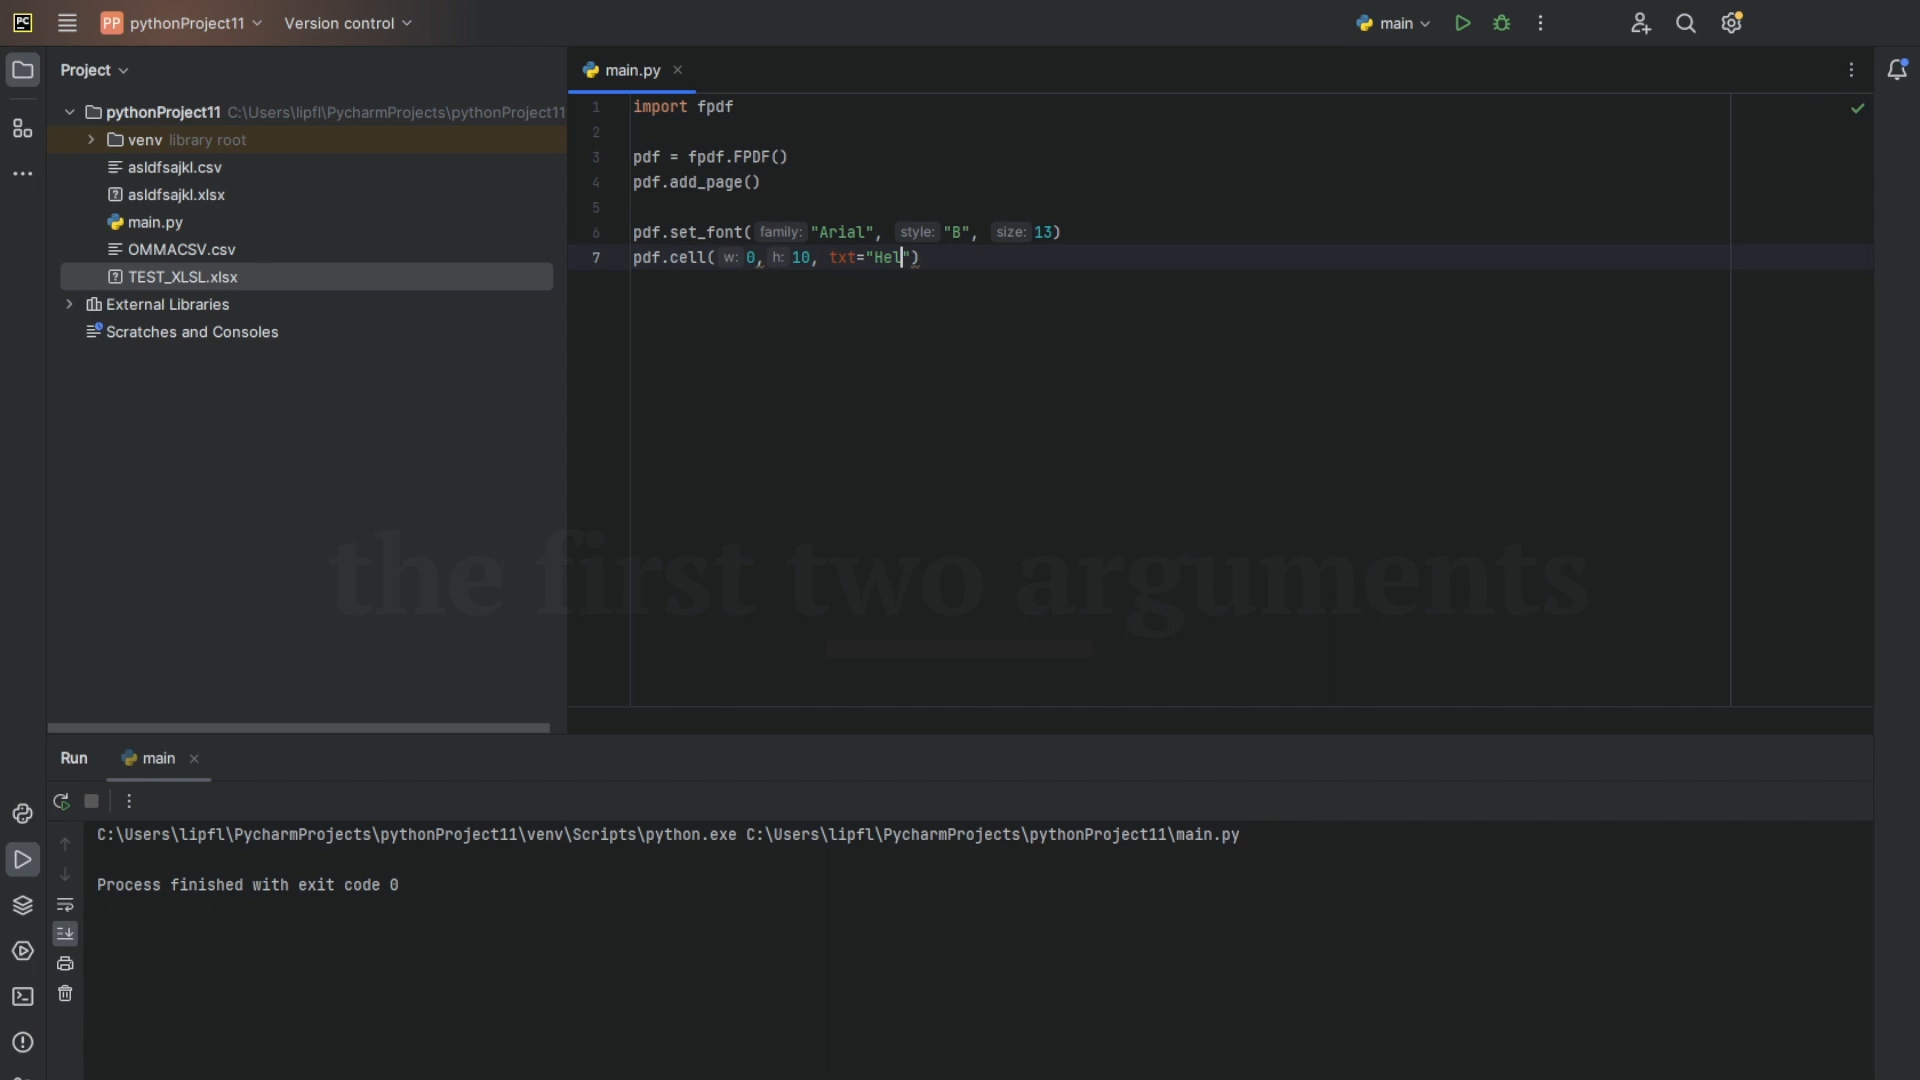 PC
PP pythonProject11 Version control main
Project
main.py
pythonProject11 C:\Users\lipfl\PycharmProjects\pythonProject11
venv library root
asldfsajkl.csv
asldfsajkl.xlsx
main.py
OMMACSV.csv
TEST_XLSL.xlsx
External Libraries
Scratches and Consoles
1 import fpdf
2
3 pdf = fpdf.FPDF()
4 pdf.add_page()
5
6 pdf.set_font( family: "Arial", style: "B", size: 13)
7 pdf.cell( w: 0, h: 10, txt="Hel")
the first two arguments
Run main
C:\Users\lipfl\PycharmProjects\pythonProject11\venv\Scripts\python.exe C:\Users\lipfl\PycharmProjects\pythonProject11\main.py
Process finished with exit code 0